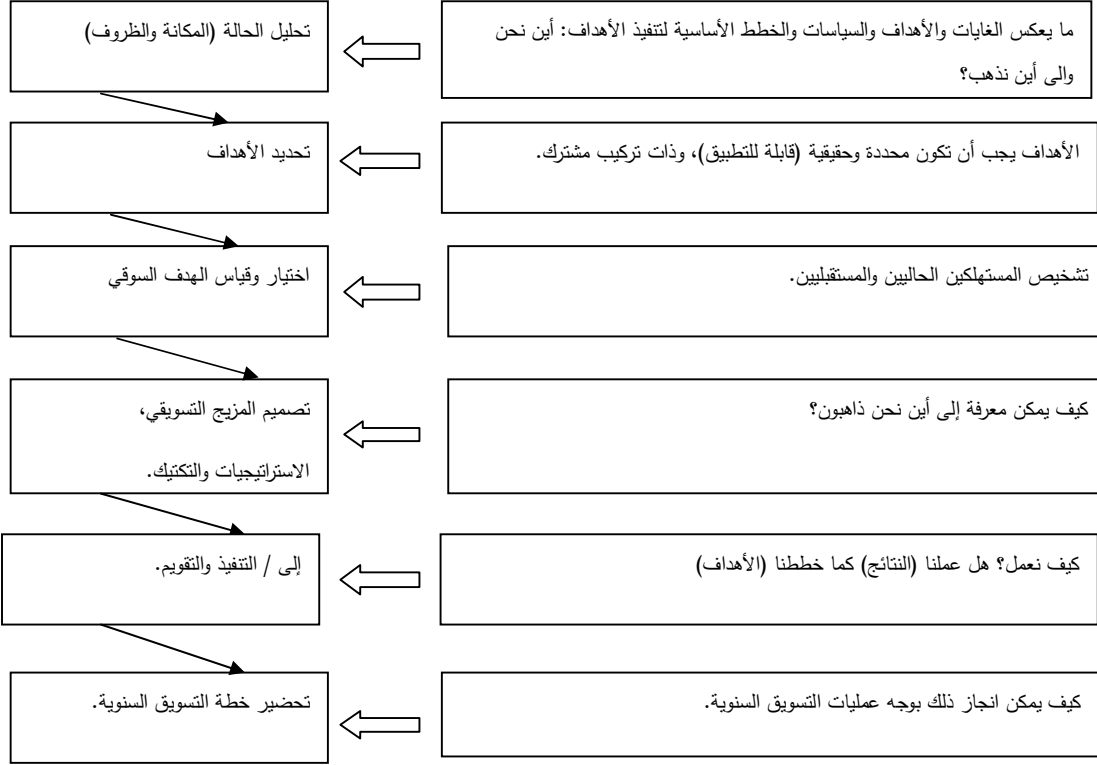 ما يعكس الغايات والأهداف والسياسات والخطط الأساسية لتنفيذ الأهداف: أين نحن
والى أين نذهب؟
تحليل الحالة (المكانة والظروف)
الأهداف يجب أن تكون محددة وحقيقية (قابلة للتطبيق)، وذات تركيب مشترك.
تحديد الأهداف
تشخيص المستهلكين الحاليين والمستقبليين.
اختيار وقياس الهدف السوقي
كيف يمكن معرفة إلى أين نحن ذاهبون؟
تصميم المزيج التسويقي،
الاستراتيجيات والتكتيك.
كيف نعمل؟ هل عملنا (النتائج) كما خططنا (الأهداف)
إلى / التنفيذ والتقويم.
كيف يمكن انجاز ذلك بوجه عمليات التسويق السنوية.
تحضير خطة التسويق السنوية.